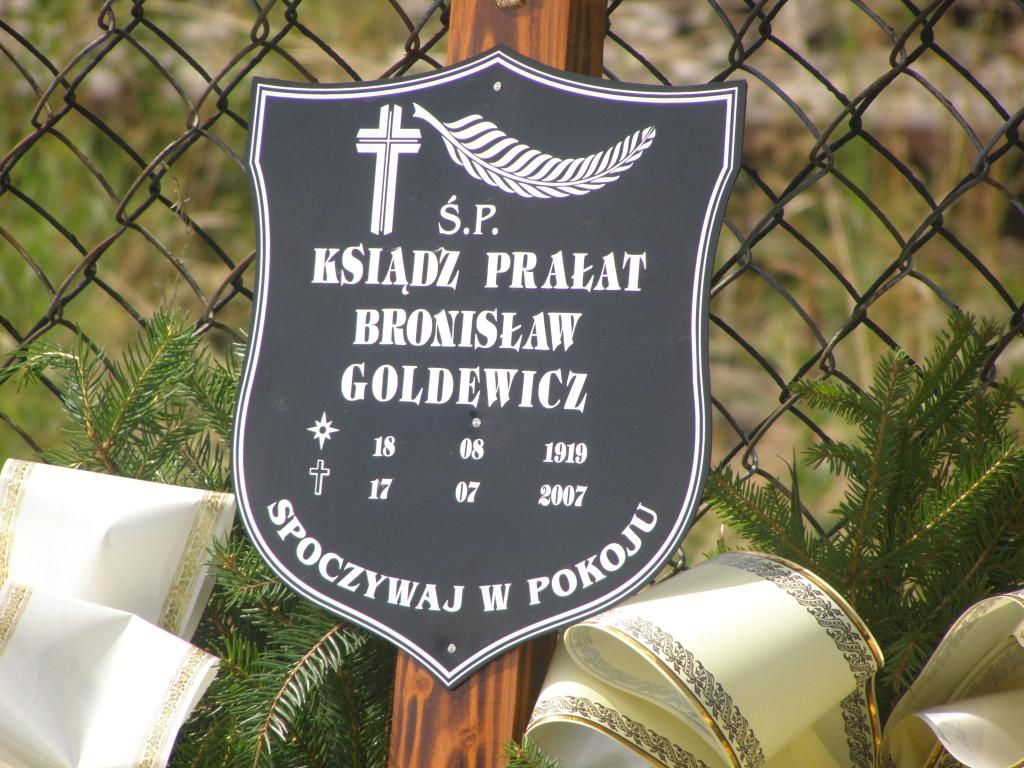 Ś.P.
KSIĄDZ PRAŁAT
BRONISŁAW
GOLDEWICZ
18 08 1919
17 07 2007
SPOCZYWAJ W POKOJU